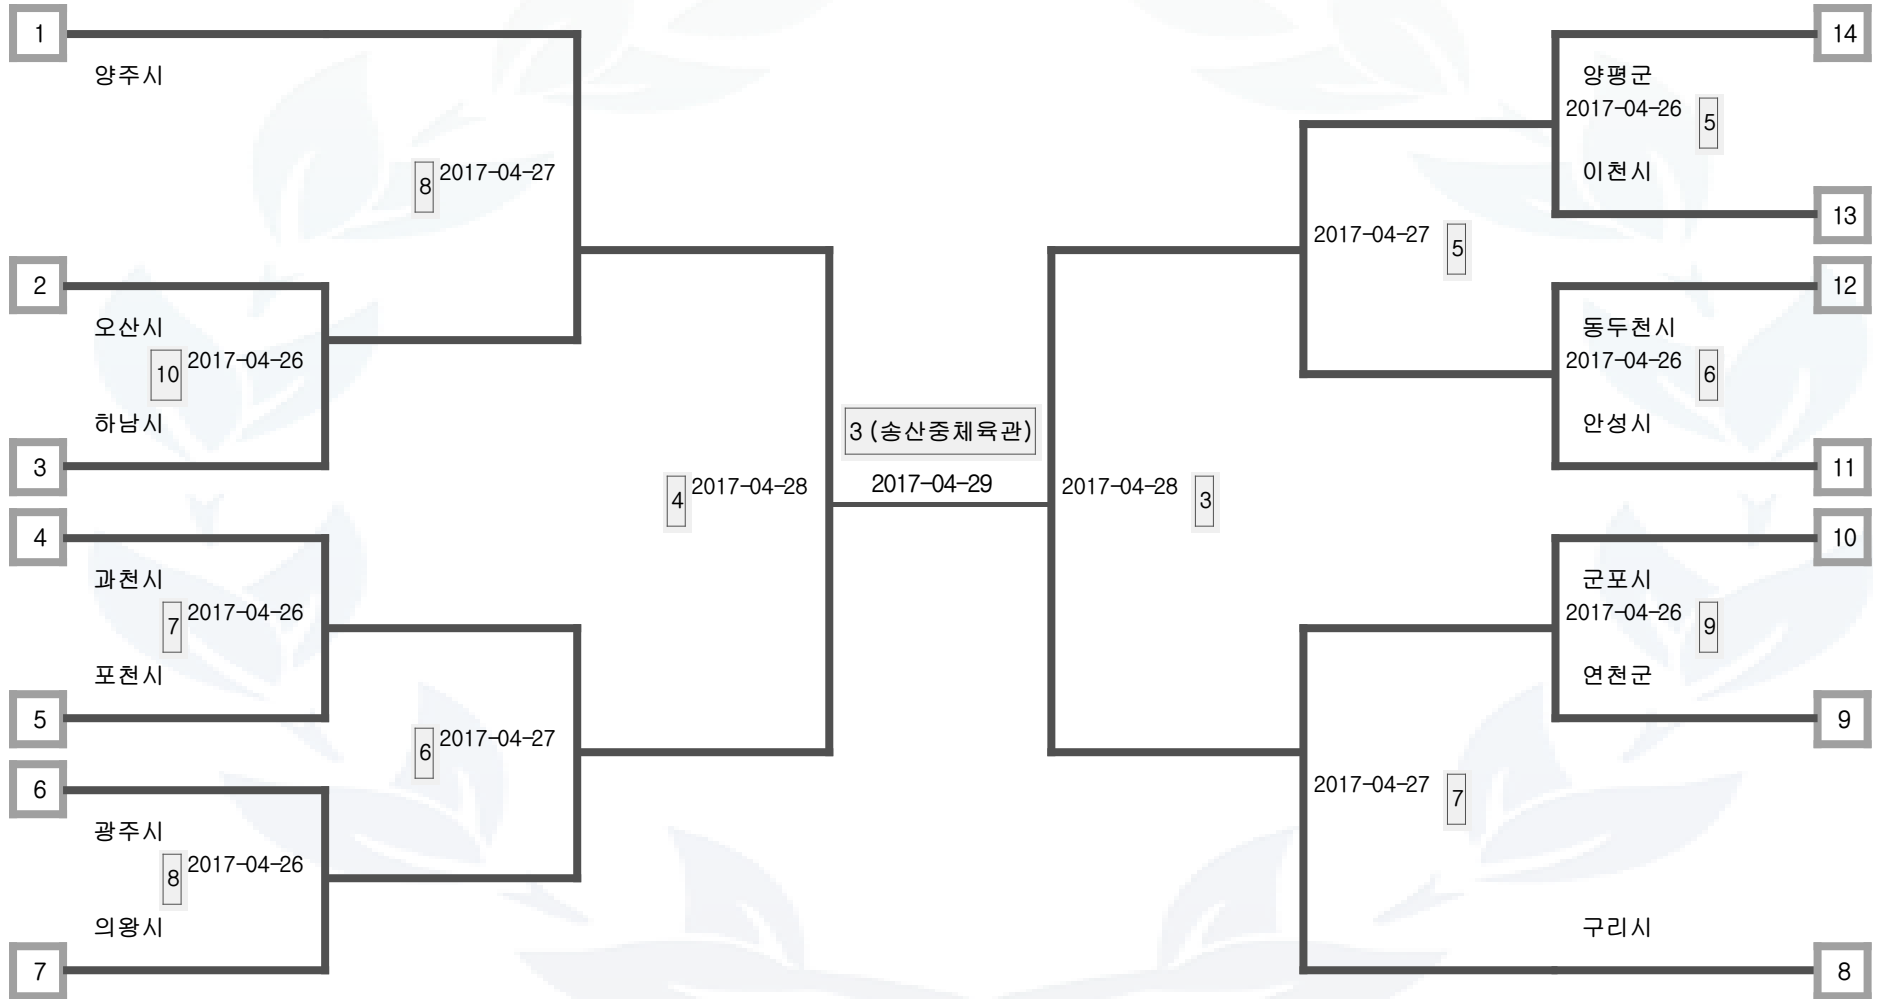 1
양주시
8 2017-04-27
2
오산시
10 2017-04-26
하남시
3
4
과천시
7 2017-04-26
포천시
5
6 2017-04-27
6
광주시
8 2017-04-26
의왕시
7
4 2017-04-28
3 (송산중체육관)
2017-04-29
2017-04-28 3
14
양평군
2017-04-26 5
이천시
13
2017-04-27 5
12
동두천시
2017-04-26 6
안성시
11
10
군포시
2017-04-26 9
연천군
9
2017-04-27 7
구리시
8